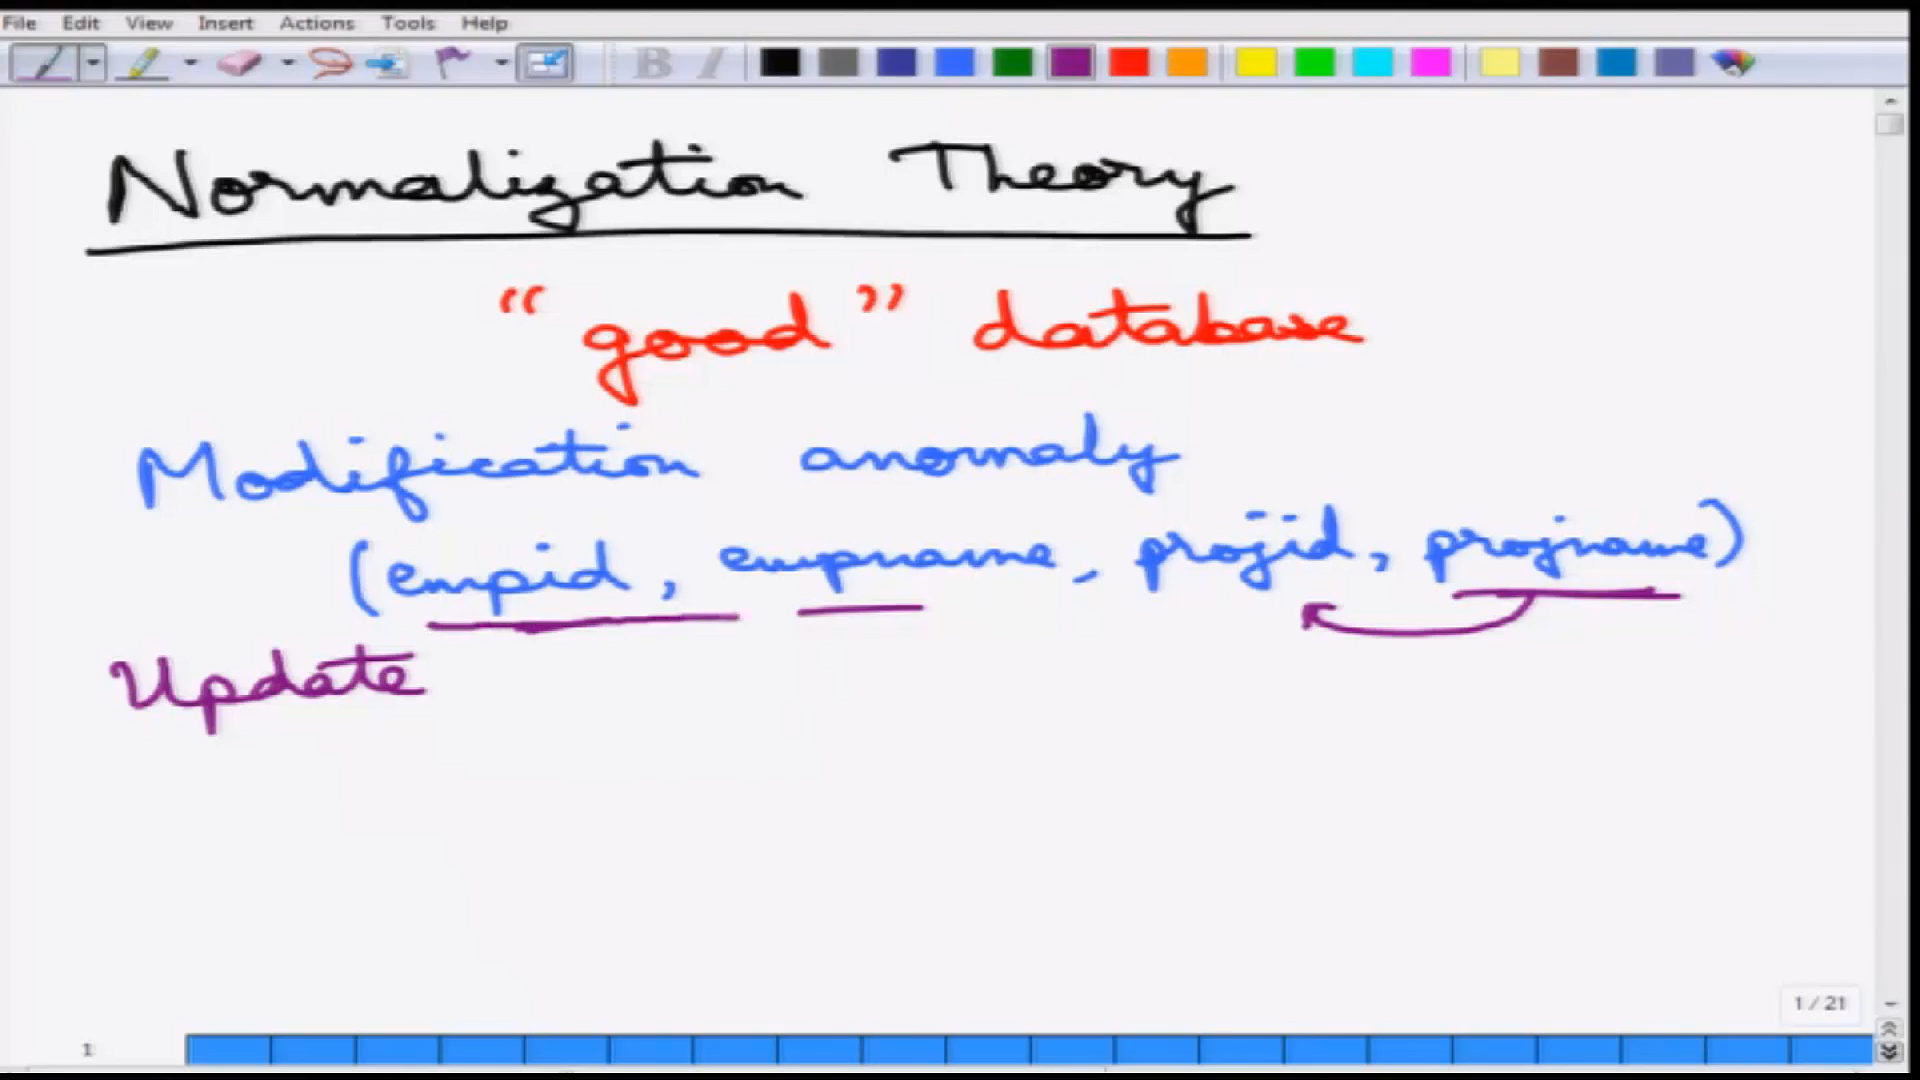 File Edit View Insert Actions Tools Help
B I
Normalization Theory
"good" database
Modification anomaly
(empid, empname, projid, projname)
Update
1 / 21
1